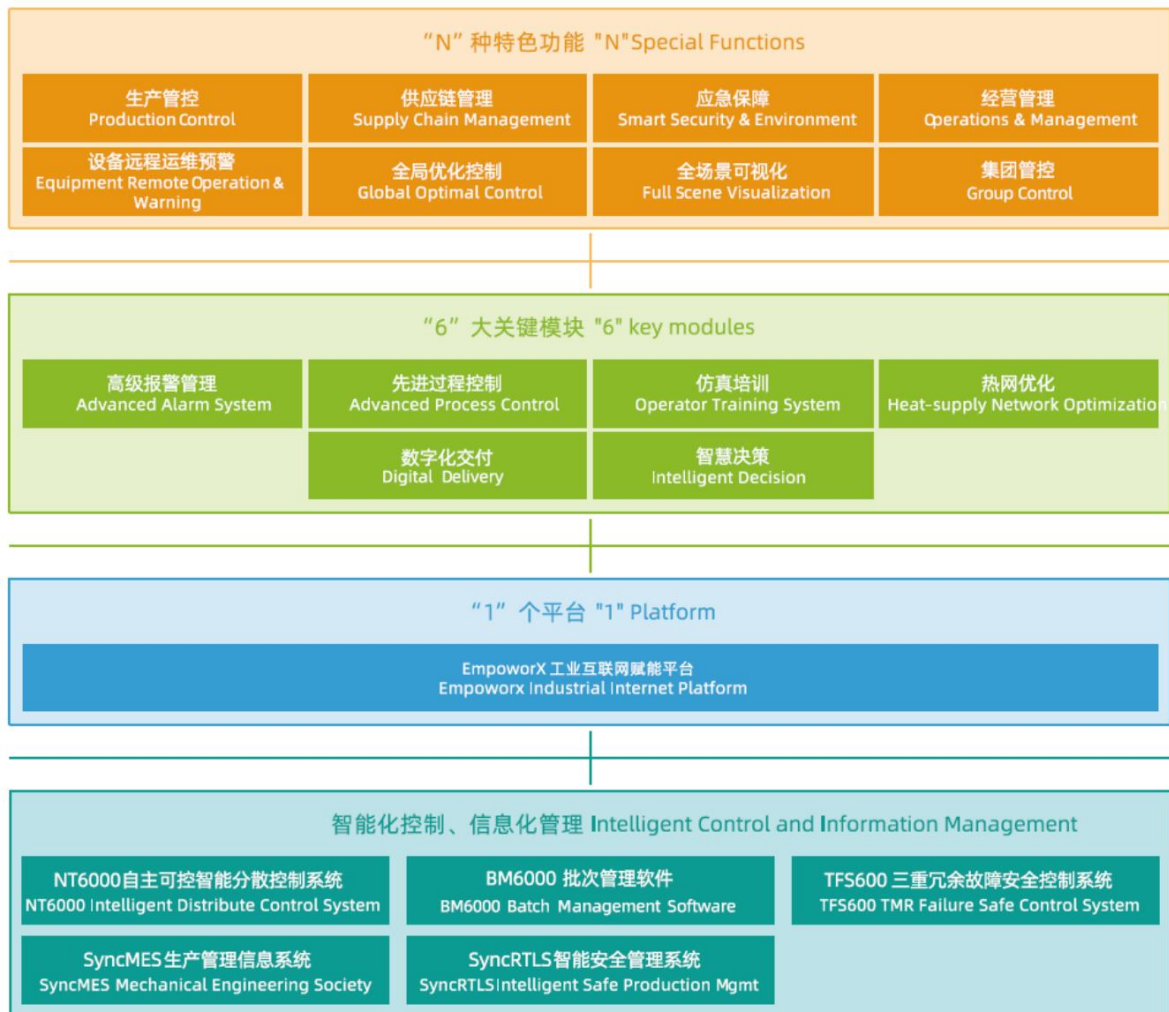 “N”种特色功能 "N"Special Functions
生产管控
Production Control
供应链管理
Supply Chain Management
应急保障
Smart Security & Environment
经营管理
Operations & Management
设备远程运维预警
Equipment Remote Operation &
Warning
全局优化控制
Global Optimal Control
全场景可视化
Full Scene Visualization
集团管控
Group Control
“6”大关键模块 "6" key modules
高级报警管理
Advanced Alarm System
先进过程控制
Advanced Process Control
仿真培训
Operator Training System
热网优化
Heat-supply Network Optimization
数字化交付
Digital Delivery
智慧决策
Intelligent Decision
“1”个平台 "1" Platform
EmpoworX 工业互联网赋能平台
Empoworx Industrial Internet Platform
智能化控制、信息化管理 Intelligent Control and Information Management
NT6000自主可控智能分散控制系统
NT6000 Intelligent Distribute Control System
BM6000 批次管理软件
BM6000 Batch Management Software
TFS600 三重冗余故障安全控制系统
TFS600 TMR Failure Safe Control System
SyncMES生产管理信息系统
SyncMES Mechanical Engineering Society
SyncRTLS智能安全管理系统
SyncRTLS Intelligent Safe Production Mgmt